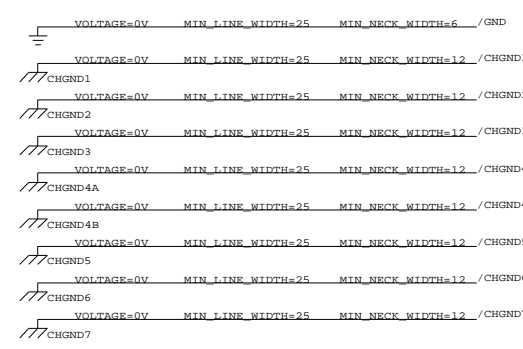 VOLTAGE=0V MIN_LINE_WIDTH=25 MIN_NECK_WIDTH=6 /GND
VOLTAGE=0V MIN_LINE_WIDTH=25 MIN_NECK_WIDTH=12 /CHGND
CHGND1
VOLTAGE=0V MIN_LINE_WIDTH=25 MIN_NECK_WIDTH=12 /CHGND
CHGND2
VOLTAGE=0V MIN_LINE_WIDTH=25 MIN_NECK_WIDTH=12 /CHGND
CHGND3
VOLTAGE=0V MIN_LINE_WIDTH=25 MIN_NECK_WIDTH=12 /CHGND4
CHGND4A
VOLTAGE=0V MIN_LINE_WIDTH=25 MIN_NECK_WIDTH=12 /CHGND4
CHGND4B
VOLTAGE=0V MIN_LINE_WIDTH=25 MIN_NECK_WIDTH=12 /CHGND5
CHGND5
VOLTAGE=0V MIN_LINE_WIDTH=25 MIN_NECK_WIDTH=12 /CHGND6
CHGND6
VOLTAGE=0V MIN_LINE_WIDTH=25 MIN_NECK_WIDTH=12 /CHGND7
CHGND7